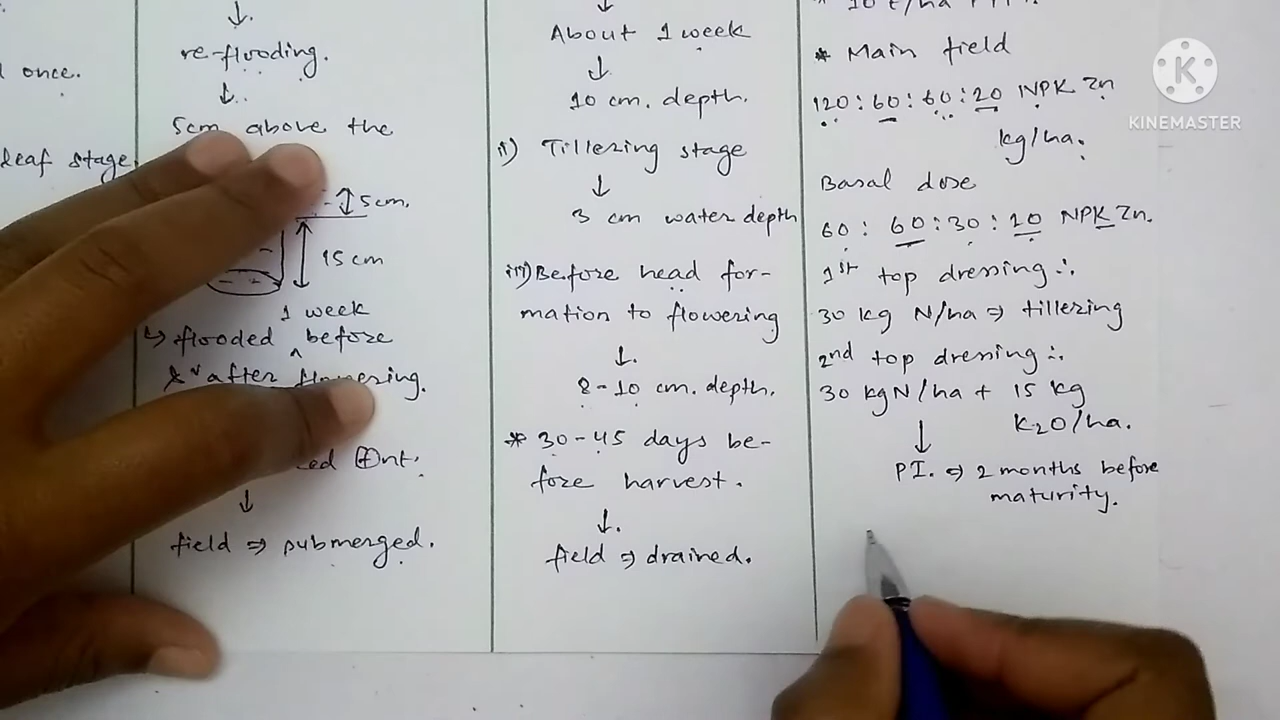 once.
leaf stage
↓
re-flooding.
↓
5cm above the
5cm.
15 cm
1 week
↳ flooded ^ before
& after flowering.
↓
field ⇒ submerged.
↓
About 1 week
↓
10 cm. depth.
ii) Tillering stage
↓
3 cm water depth
iii) Before head for-
mation to flowering
↓
8-10 cm. depth.
* 30-45 days be-
fore harvest.
↓
field ⇒ drained.
* 10 t/ha
* Main field
120 : 60 : 60 : 20 NPK Zn
kg/ha.
Basal dose
60 : 60 : 30 : 20 NPK Zn.
1st top dressing ∴
30 kg N/ha ⇒ tillering
2nd top dressing ∴
30 kg N/ha + 15 kg
K2O/ha.
↓
PI. ⇒ 2 months before
maturity.
K
KINEMASTER